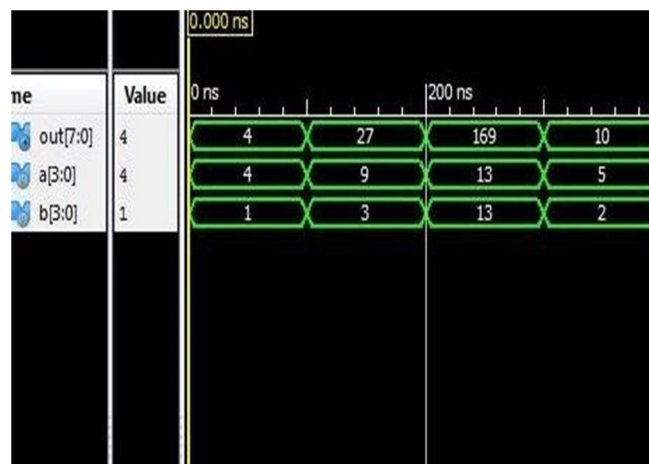 0.000 ns
me Value 0 ns 200 ns
out[7:0] 4 4 27 169 10
a[3:0] 4 4 9 13 5
b[3:0] 1 1 3 13 2